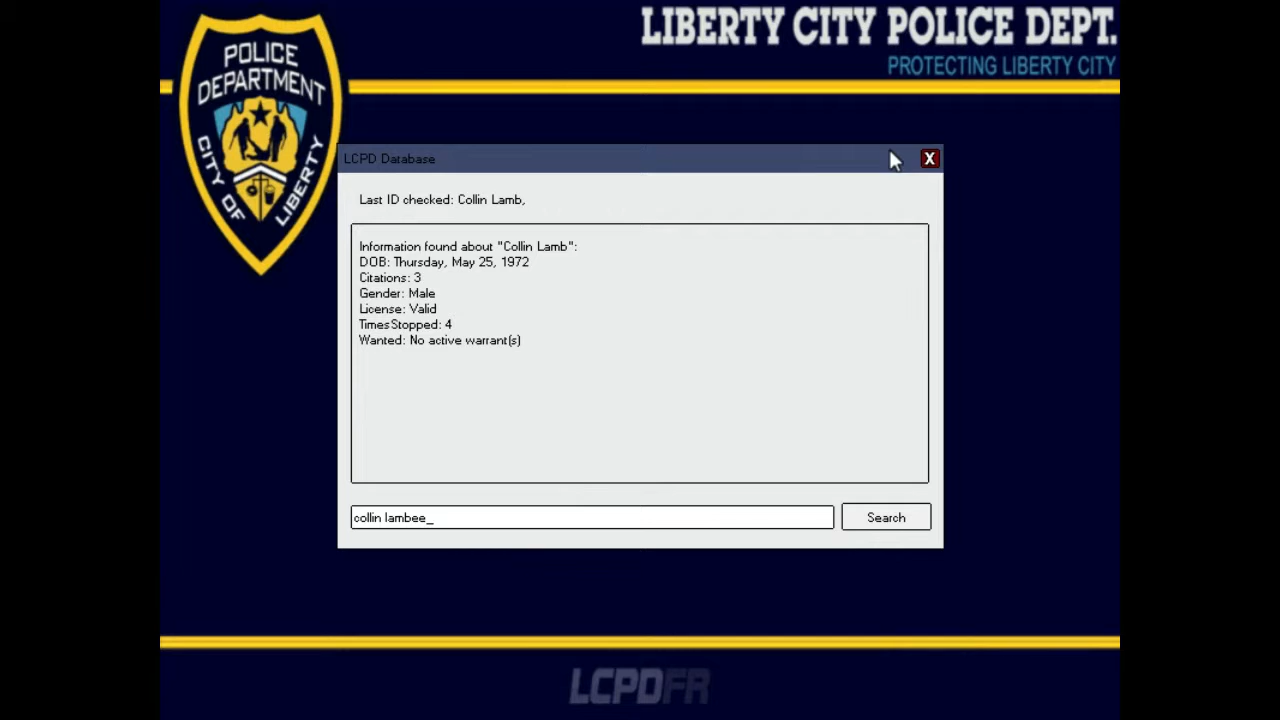 LIBERTY CITY POLICE DEPT.
PROTECTING LIBERTY CITY
POLICE
DEPARTMENT
CITY OF
LIBERTY
LCPD Database
X
Last ID checked: Collin Lamb,
Information found about "Collin Lamb":
DOB: Thursday, May 25, 1972
Citations: 3
Gender: Male
License: Valid
TimesStopped: 4
Wanted: No active warrant(s)
collin lambee_
Search
LCPDFR